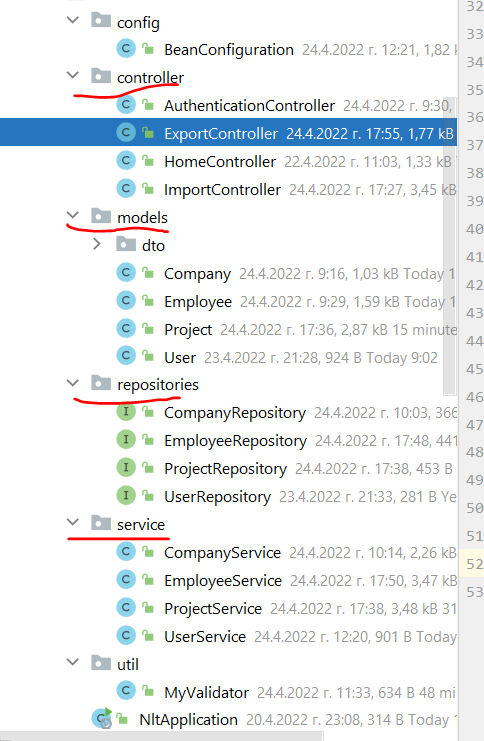 config
BeanConfiguration 24.4.2022 г. 12:21, 1,82 k
controller
AuthenticationController 24.4.2022 г. 9:30,
ExportController 24.4.2022 г. 17:55, 1,77 kB
HomeController 22.4.2022 г. 11:03, 1,33 kB
ImportController 24.4.2022 г. 17:27, 3,45 kB
models
dto
Company 24.4.2022 г. 9:16, 1,03 kB Today 1
Employee 24.4.2022 г. 9:29, 1,59 kB Today 1
Project 24.4.2022 г. 17:36, 2,87 kB 15 minute
User 23.4.2022 г. 21:28, 924 B Today 9:02
repositories
CompanyRepository 24.4.2022 г. 10:03, 366
EmployeeRepository 24.4.2022 г. 17:48, 441
ProjectRepository 24.4.2022 г. 17:38, 453 B
UserRepository 23.4.2022 г. 21:33, 281 B Ye
service
CompanyService 24.4.2022 г. 10:14, 2,26 kB
EmployeeService 24.4.2022 г. 17:50, 3,47 kB
ProjectService 24.4.2022 г. 17:38, 3,48 kB 31
UserService 24.4.2022 г. 12:20, 901 B Today
util
MyValidator 24.4.2022 г. 11:33, 634 B 48 mi
NltApplication 20.4.2022 г. 23:08, 314 B Today 1
32
33
34
35
36
37
38
39
40
41
42
43
44
45
46
47
48
49
50
51
52
53